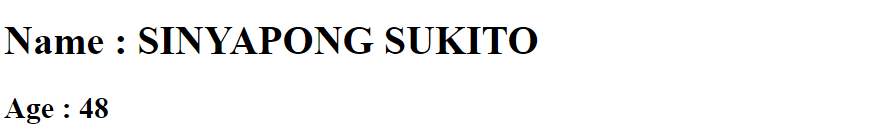 Name : SINYAPONG SUKITO
Age : 48